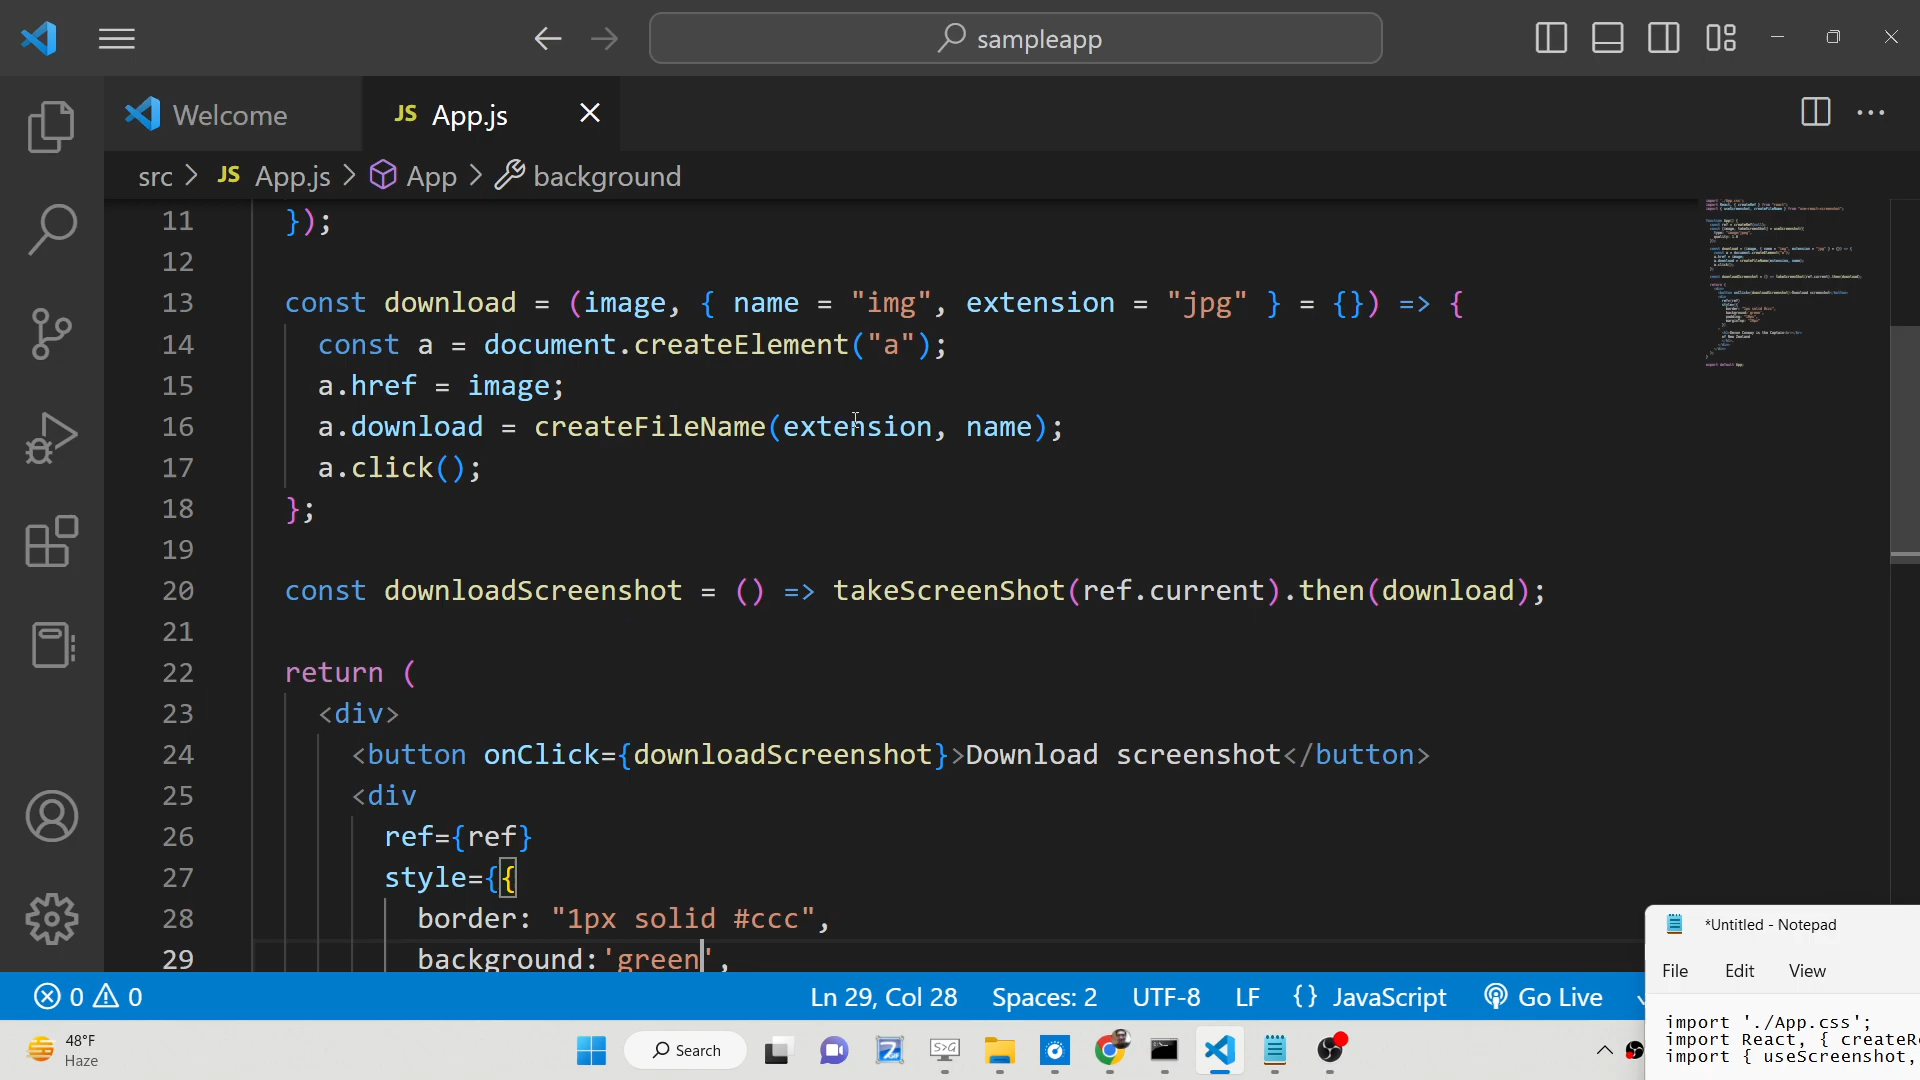 sampleapp
Welcome
JS App.js
src > JS App.js > App > background
11 });
12
13 const download = (image, { name = "img", extension = "jpg" } = {}) => {
14 const a = document.createElement("a");
15 a.href = image;
16 a.download = createFileName(extension, name);
17 a.click();
18 };
19
20 const downloadScreenshot = () => takeScreenShot(ref.current).then(download);
21
22 return (
23 <div>
24 <button onClick={downloadScreenshot}>Download screenshot</button>
25 <div
26 ref={ref}
27 style={{
28 border: "1px solid #ccc",
29 background:'green',
*Untitled - Notepad
File Edit View
import './App.css';
import React, { createR
import { useScreenshot,
0 0
Ln 29, Col 28 Spaces: 2 UTF-8 LF {} JavaScript Go Live
48°F
Haze
Search